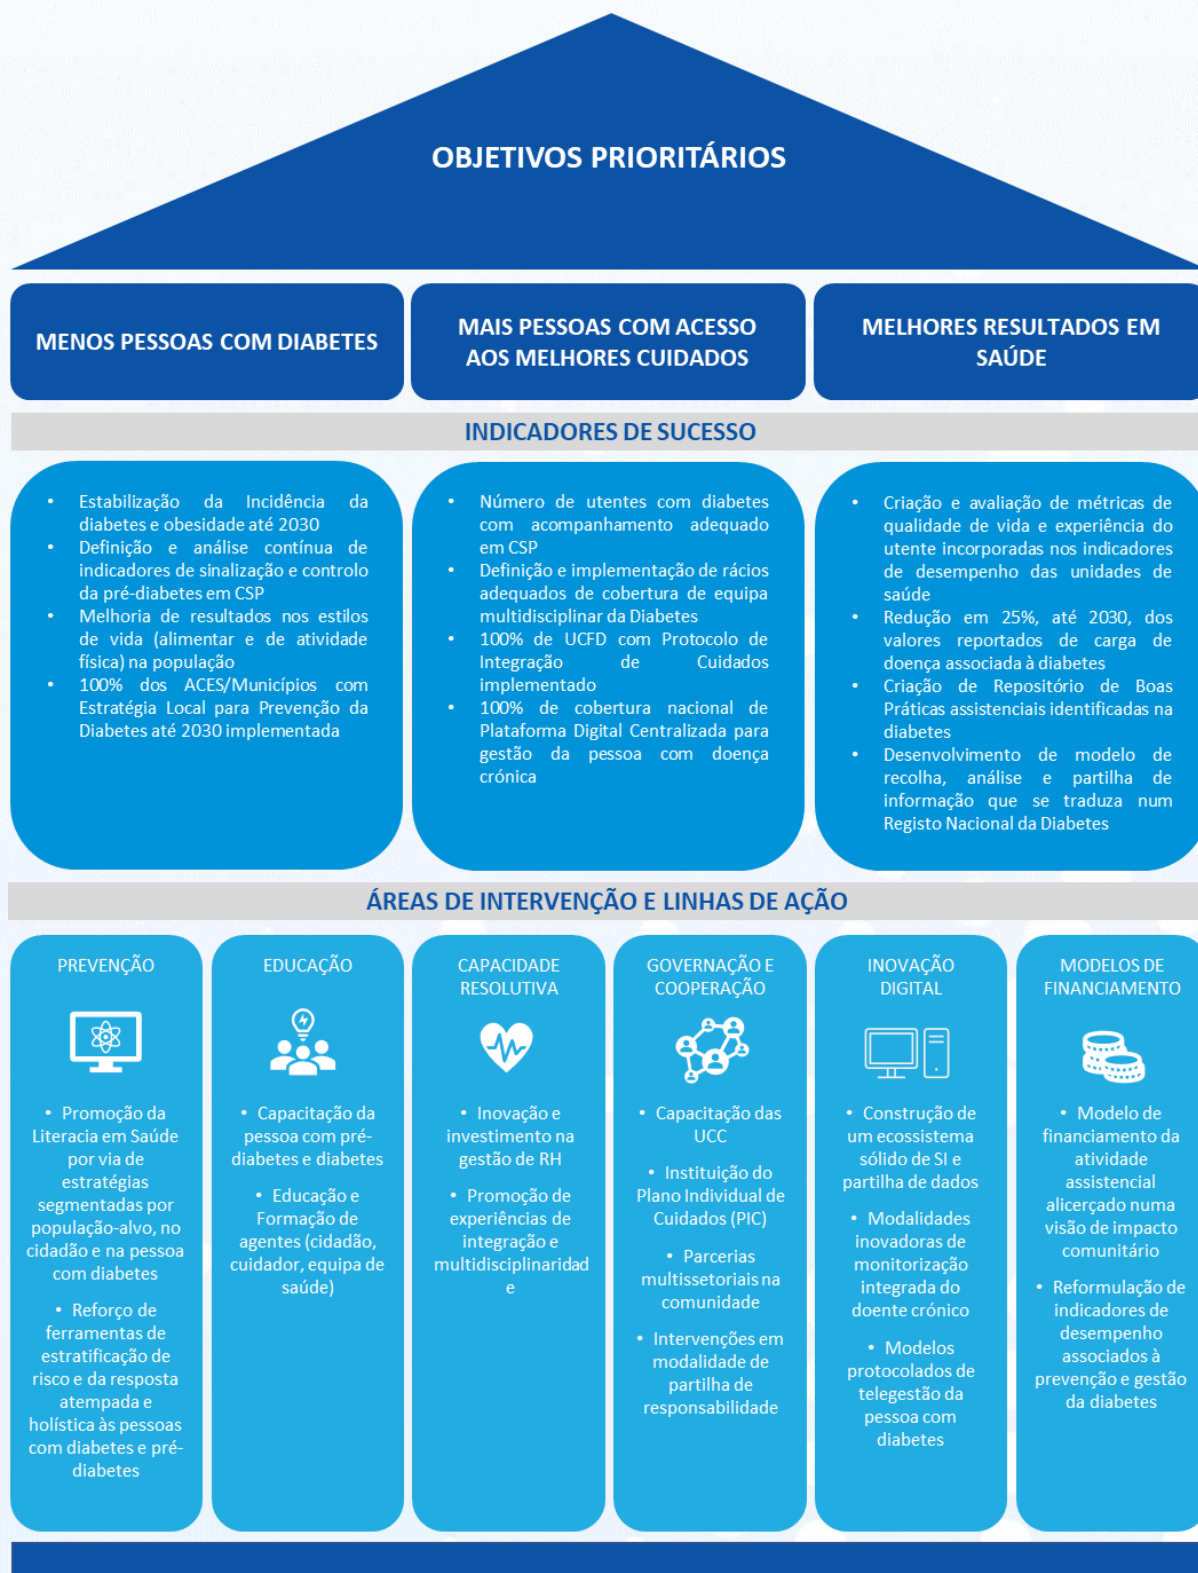 OBJETIVOS PRIORITÁRIOS
MENOS PESSOAS COM DIABETES
MAIS PESSOAS COM ACESSO
AOS MELHORES CUIDADOS
MELHORES RESULTADOS EM
SAÚDE
INDICADORES DE SUCESSO
• Estabilização da Incidência da
diabetes e obesidade até 2030
• Definição e análise contínua de
indicadores de sinalização e controlo
da pré-diabetes em CSP
• Melhoria de resultados nos estilos
de vida (alimentar e de atividade
física) na população
• 100% dos ACES/Municípios com
Estratégia Local para Prevenção da
Diabetes até 2030 implementada
• Número de utentes com diabetes
com acompanhamento adequado
em CSP
• Definição e implementação de rácios
adequados de cobertura de equipa
multidisciplinar da Diabetes
• 100% de UCFD com Protocolo de
Integração de Cuidados
implementado
• 100% de cobertura nacional de
Plataforma Digital Centralizada para
gestão da pessoa com doença
crónica
• Criação e avaliação de métricas de
qualidade de vida e experiência do
utente incorporadas nos indicadores
de desempenho das unidades de
saúde
• Redução em 25%, até 2030, dos
valores reportados de carga de
doença associada à diabetes
• Criação de Repositório de Boas
Práticas assistenciais identificadas na
diabetes
• Desenvolvimento de modelo de
recolha, análise e partilha de
informação que se traduza num
Registo Nacional da Diabetes
ÁREAS DE INTERVENÇÃO E LINHAS DE AÇÃO
PREVENÇÃO
• Promoção da
Literacia em Saúde
por via de
estratégias
segmentadas por
população-alvo, no
cidadão e na pessoa
com diabetes
• Reforço de
ferramentas de
estratificação de
risco e da resposta
atempada e
holística às pessoas
com diabetes e pré-
diabetes
EDUCAÇÃO
• Capacitação da
pessoa com pré-
diabetes e diabetes
• Educação e
Formação de
agentes (cidadão,
cuidador, equipa de
saúde)
CAPACIDADE
RESOLUTIVA
• Inovação e
investimento na
gestão de RH
• Promoção de
experiências de
integração e
multidisciplinaridad
e
GOVERNAÇÃO E
COOPERAÇÃO
• Capacitação das
UCC
• Instituição do
Plano Individual de
Cuidados (PIC)
• Parcerias
multissetoriais na
comunidade
• Intervenções em
modalidade de
partilha de
responsabilidade
INOVAÇÃO
DIGITAL
• Construção de
um ecossistema
sólido de SI e
partilha de dados
• Modalidades
inovadoras de
monitorização
integrada do
doente crónico
• Modelos
protocolados de
telegestão da
pessoa com
diabetes
MODELOS DE
FINANCIAMENTO
• Modelo de
financiamento da
atividade
assistencial
alicerçado numa
visão de impacto
comunitário
• Reformulação de
indicadores de
desempenho
associados à
prevenção e gestão
da diabetes